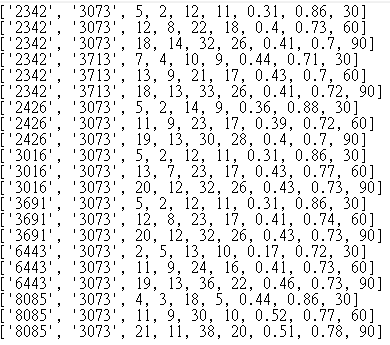 ['2342', '3073', 5, 2, 12, 11, 0.31, 0.86, 30]
['2342', '3073', 12, 8, 22, 18, 0.4, 0.73, 60]
['2342', '3073', 18, 14, 32, 26, 0.41, 0.7, 90]
['2342', '3713', 7, 4, 10, 9, 0.44, 0.71, 30]
['2342', '3713', 13, 9, 21, 17, 0.43, 0.7, 60]
['2342', '3713', 18, 13, 33, 26, 0.41, 0.72, 90]
['2426', '3073', 5, 2, 14, 9, 0.36, 0.88, 30]
['2426', '3073', 11, 9, 23, 17, 0.39, 0.72, 60]
['2426', '3073', 19, 13, 30, 28, 0.4, 0.7, 90]
['3016', '3073', 5, 2, 12, 11, 0.31, 0.86, 30]
['3016', '3073', 13, 7, 23, 17, 0.43, 0.77, 60]
['3016', '3073', 20, 12, 32, 26, 0.43, 0.73, 90]
['3691', '3073', 5, 2, 12, 11, 0.31, 0.86, 30]
['3691', '3073', 12, 8, 23, 17, 0.41, 0.74, 60]
['3691', '3073', 20, 12, 32, 26, 0.43, 0.73, 90]
['6443', '3073', 2, 5, 13, 10, 0.17, 0.72, 30]
['6443', '3073', 11, 9, 24, 16, 0.41, 0.73, 60]
['6443', '3073', 19, 13, 36, 22, 0.46, 0.73, 90]
['8085', '3073', 4, 3, 18, 5, 0.44, 0.86, 30]
['8085', '3073', 11, 9, 30, 10, 0.52, 0.77, 60]
['8085', '3073', 21, 11, 38, 20, 0.51, 0.78, 90]